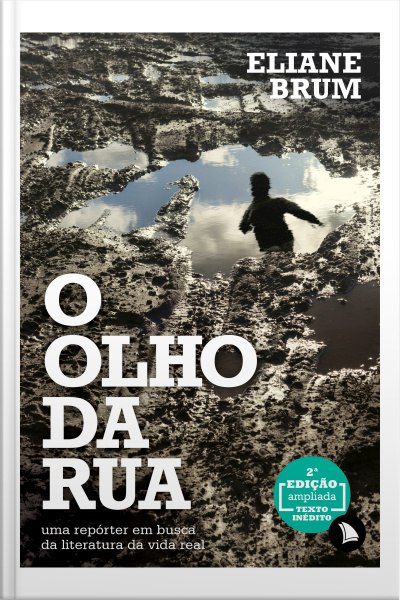 ELIANE
BRUM
O
OLHO
DA
RUA
uma repórter em busca
da literatura da vida real
2ª
EDIÇÃO
ampliada
TEXTO
INÉDITO